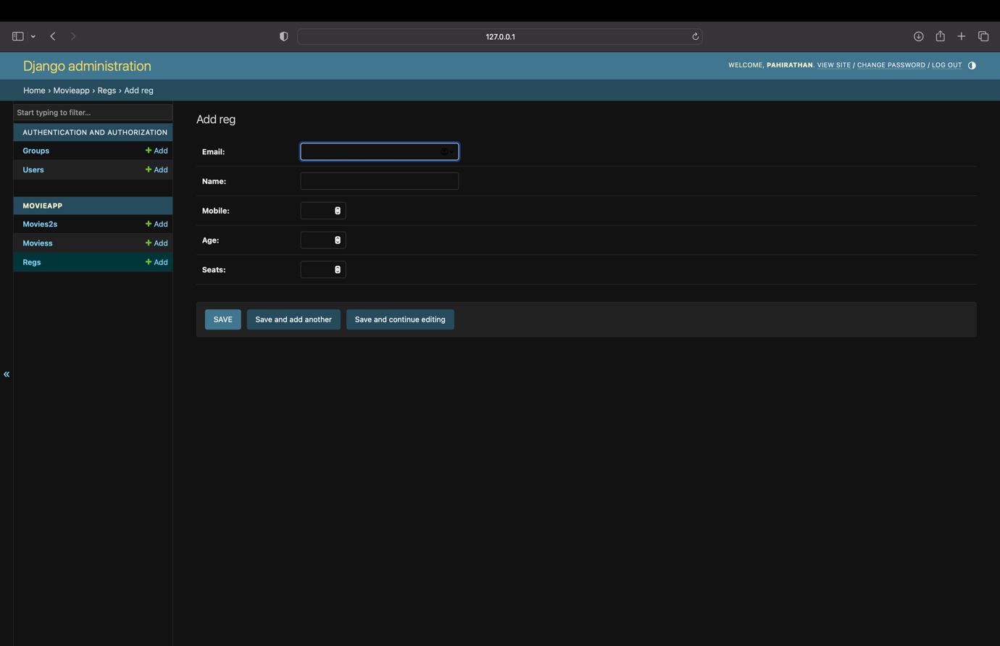 127.0.0.1
Django administration
WELCOME, PAHIRATHAN. VIEW SITE / CHANGE PASSWORD / LOG OUT
Home › Movieapp › Regs › Add reg
Start typing to filter...
AUTHENTICATION AND AUTHORIZATION
Groups + Add
Users + Add
MOVIEAPP
Movies2s + Add
Moviess + Add
Regs + Add
«
Add reg
Email:
Name:
Mobile:
Age:
Seats:
SAVE Save and add another Save and continue editing